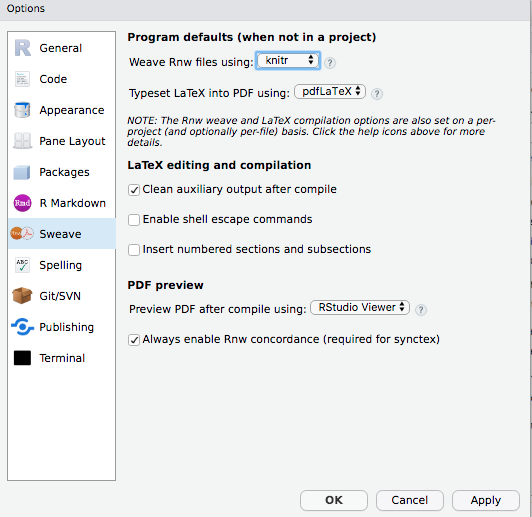 Options
General
Code
Appearance
Pane Layout
Packages
Rmd
R Markdown
Sweave
ABC
Spelling
Git/SVN
Publishing
Terminal
Program defaults (when not in a project)
Weave Rnw files using: knitr ?
Typeset LaTeX into PDF using: pdfLaTeX ?
NOTE: The Rnw weave and LaTeX compilation options are also set on a per-
project (and optionally per-file) basis. Click the help icons above for more
details.
LaTeX editing and compilation
Clean auxiliary output after compile
Enable shell escape commands
Insert numbered sections and subsections
PDF preview
Preview PDF after compile using: RStudio Viewer ?
Always enable Rnw concordance (required for synctex)
OK Cancel Apply